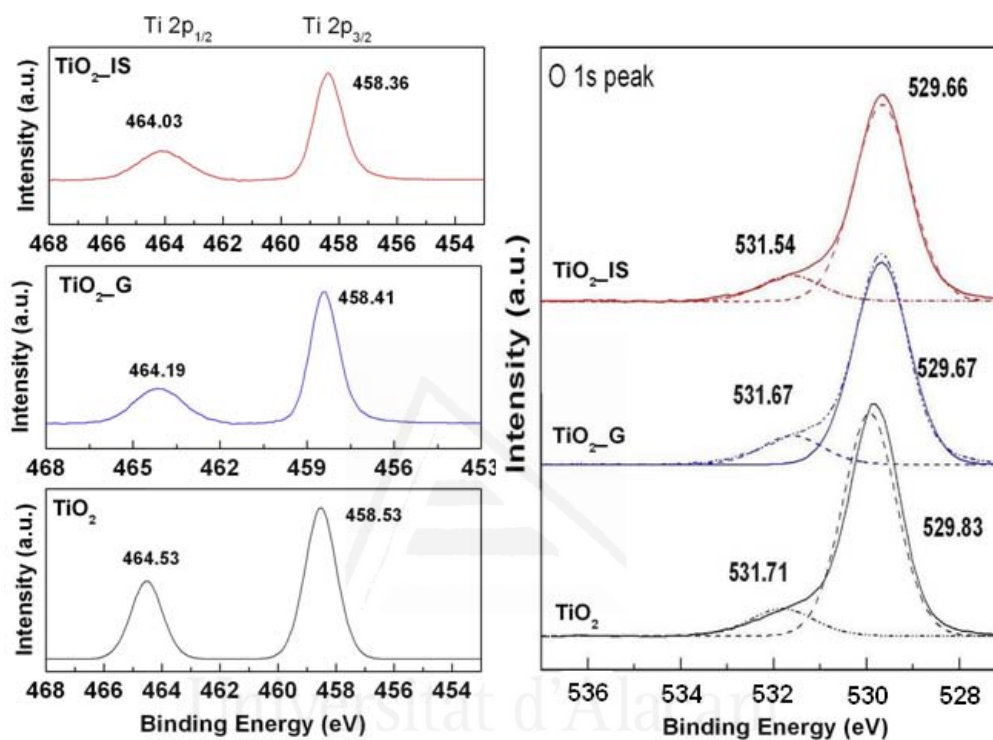 Ti 2p1/2 Ti 2p3/2
TiO2_IS
458.36
464.03
Intensity (a.u.)
468 466 464 462 460 458 456 454
TiO2_G
458.41
464.19
Intensity (a.u.)
468 465 462 459 456 453
TiO2
458.53
464.53
Intensity (a.u.)
468 466 464 462 460 458 456 454
Binding Energy (eV)
O 1s peak
529.66
531.54
TiO2_IS
529.67
531.67
TiO2_G
529.83
531.71
TiO2
Intensity (a.u.)
536 534 532 530 528
Binding Energy (eV)
Universitat d'Alacant